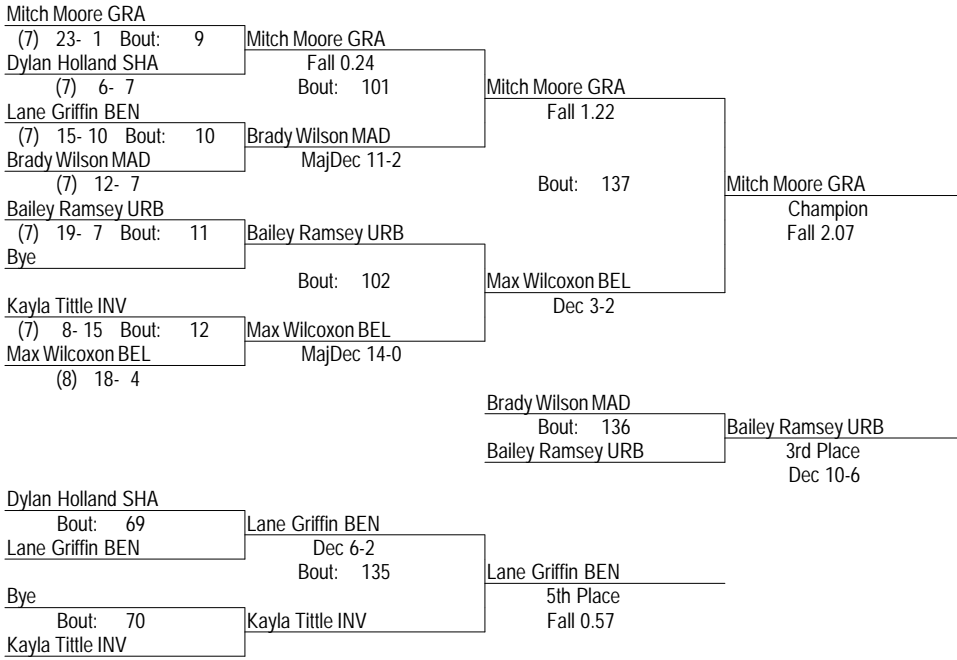 Mitch Moore GRA
(7) 23- 1 Bout: 9 Mitch Moore GRA
Dylan Holland SHA Fall 0.24
(7) 6- 7 Bout: 101 Mitch Moore GRA
Lane Griffin BEN Fall 1.22
(7) 15- 10 Bout: 10 Brady Wilson MAD
Brady Wilson MAD MajDec 11-2
(7) 12- 7 Bout: 137 Mitch Moore GRA
Bailey Ramsey URB Champion
(7) 19- 7 Bout: 11 Bailey Ramsey URB Fall 2.07
Bye
Bout: 102 Max Wilcoxon BEL
Kayla Tittle INV Dec 3-2
(7) 8- 15 Bout: 12 Max Wilcoxon BEL
Max Wilcoxon BEL MajDec 14-0
(8) 18- 4
Brady Wilson MAD
Bout: 136 Bailey Ramsey URB
Bailey Ramsey URB 3rd Place
Dec 10-6
Dylan Holland SHA
Bout: 69 Lane Griffin BEN
Lane Griffin BEN Dec 6-2
Bout: 135 Lane Griffin BEN
Bye 5th Place
Bout: 70 Kayla Tittle INV Fall 0.57
Kayla Tittle INV